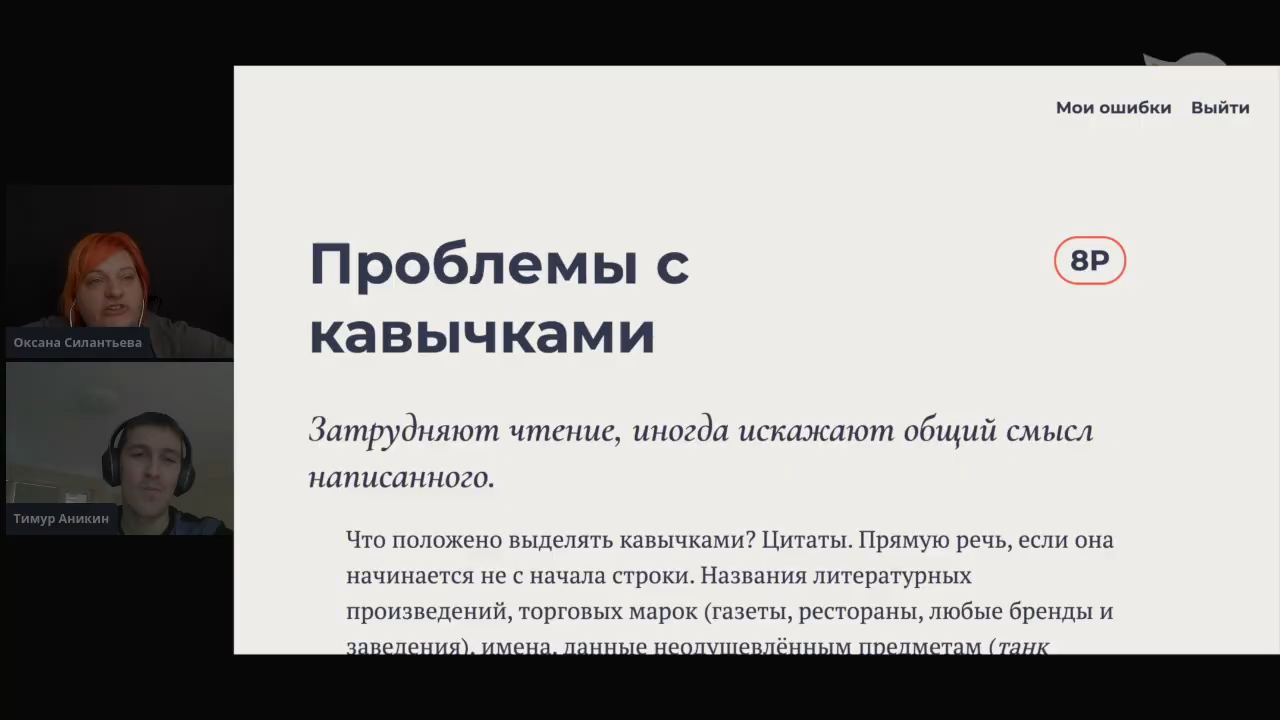 Мои ошибки Выйти
Проблемы с
кавычками
8Р
Затрудняют чтение, иногда искажают общий смысл
написанного.
Что положено выделять кавычками? Цитаты. Прямую речь, если она
начинается не с начала строки. Названия литературных
произведений, торговых марок (газеты, рестораны, любые бренды и
заведения), имена, данные неодушевлённым предметам (танк
Оксана Силантьева
Тимур Аникин